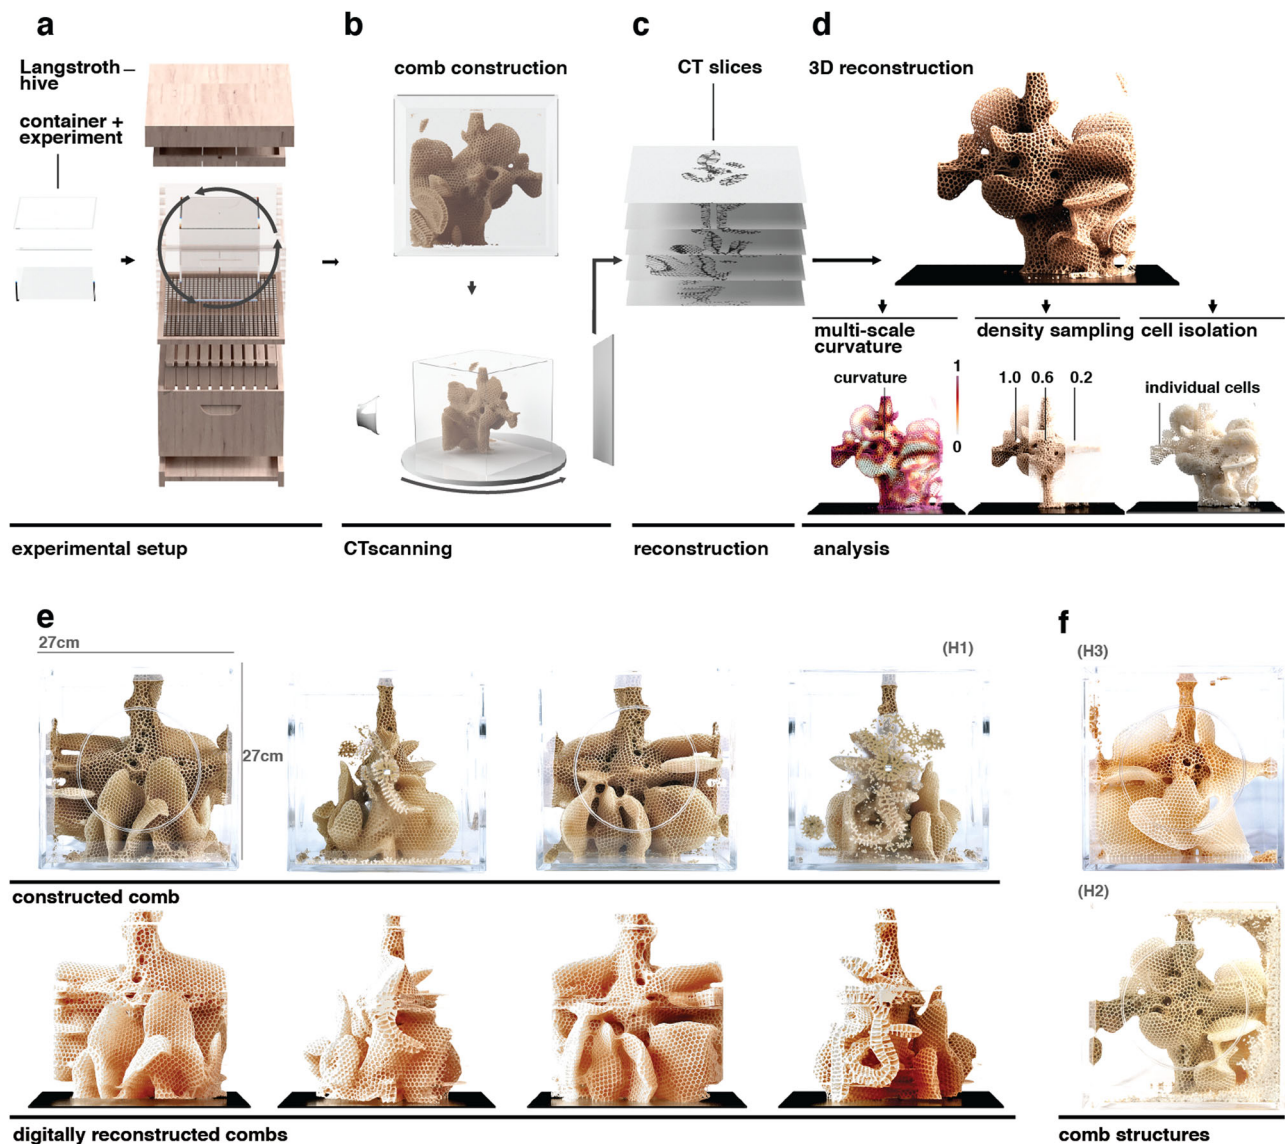 a
b
c
d
Langstroth
hive
container +
experiment
comb construction
CT slices
3D reconstruction
multi-scale
curvature
density sampling
cell isolation
curvature
1
0
1.0
0.6
0.2
individual cells
experimental setup
CTscanning
reconstruction
analysis
e
f
27cm
27cm
(H1)
(H3)
constructed comb
(H2)
digitally reconstructed combs
comb structures